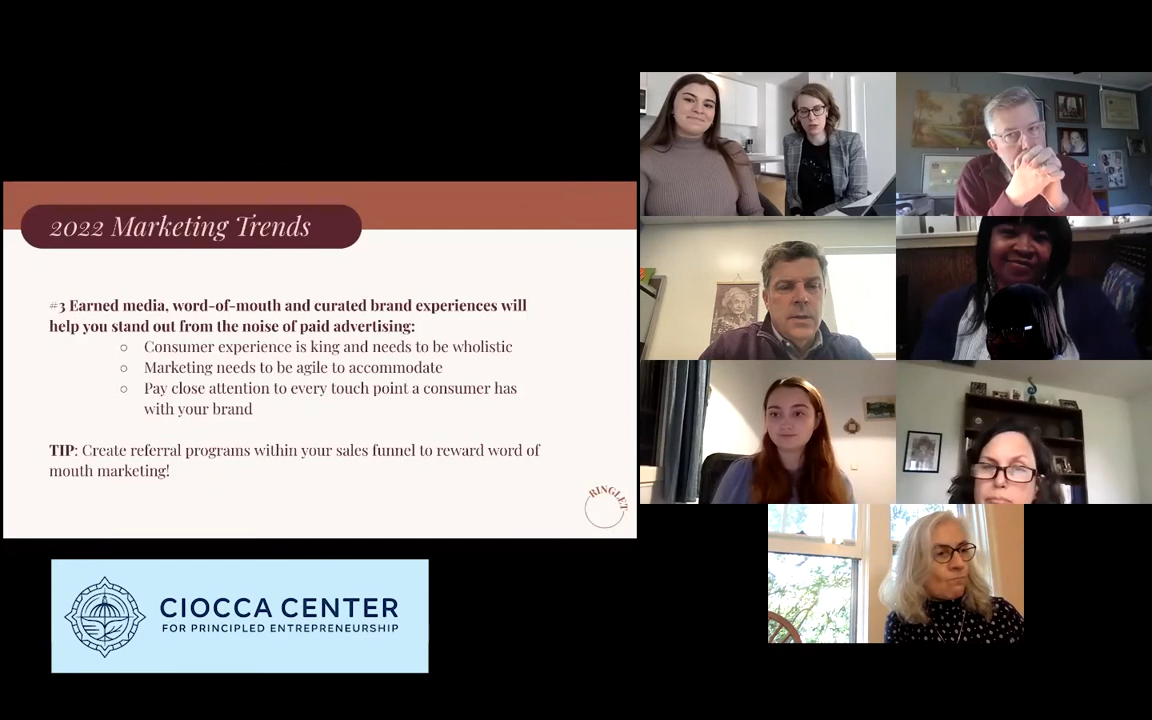 2022 Marketing Trends
#3 Earned media, word-of-mouth and curated brand experiences will
help you stand out from the noise of paid advertising:
○ Consumer experience is king and needs to be wholistic
○ Marketing needs to be agile to accommodate
○ Pay close attention to every touch point a consumer has
with your brand
TIP: Create referral programs within your sales funnel to reward word of
mouth marketing!
RINGLET
CIOCCA CENTER
FOR PRINCIPLED ENTREPRENEURSHIP